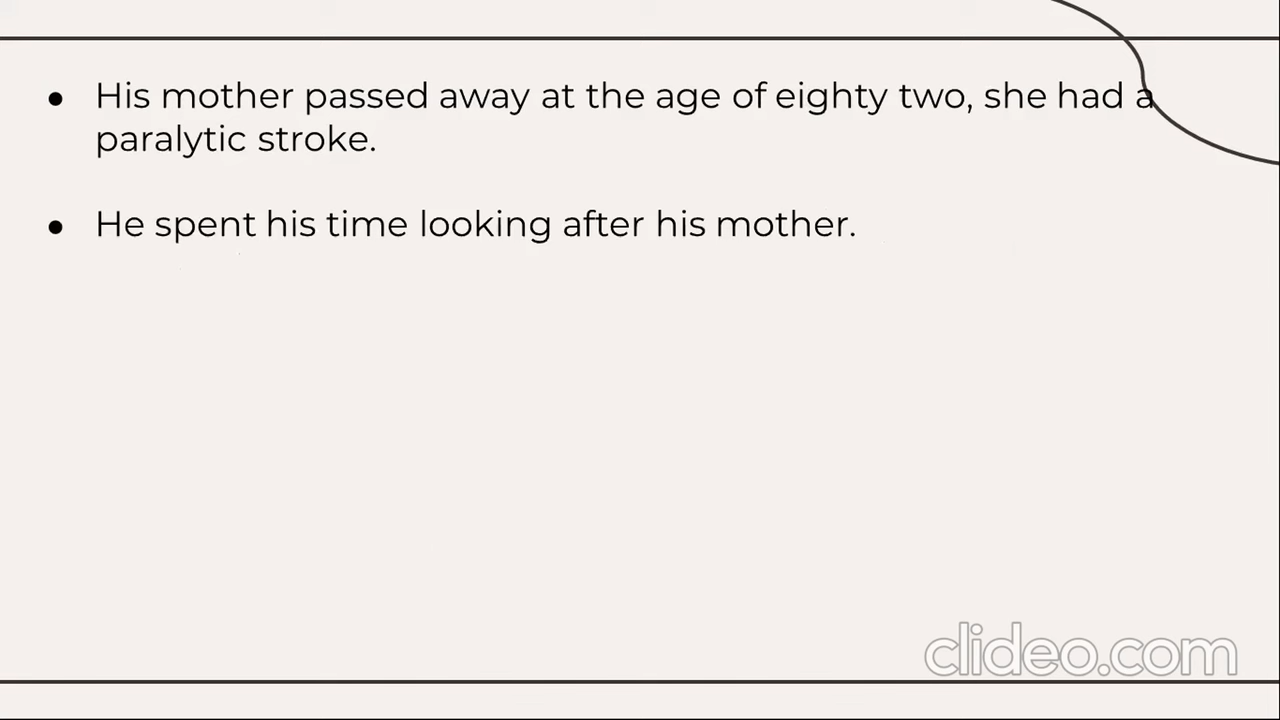 ● His mother passed away at the age of eighty two, she had a
paralytic stroke.
● He spent his time looking after his mother.
clideo.com